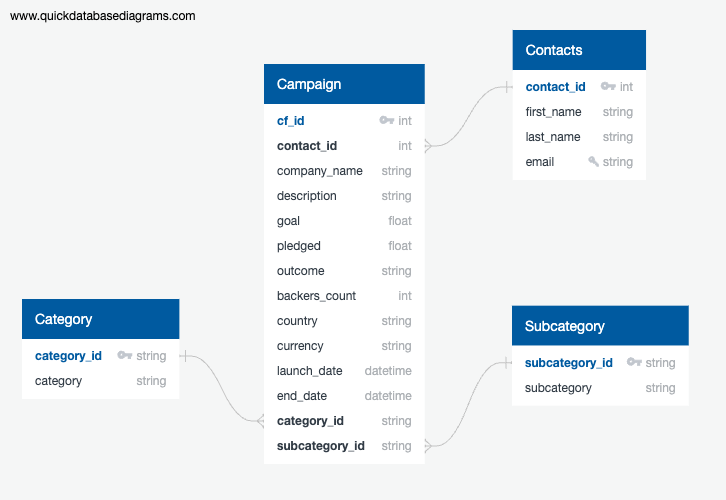 www.quickdatabasediagrams.com
Contacts
contact_id int
first_name string
last_name string
email string
Campaign
cf_id int
contact_id int
company_name string
description string
goal float
pledged float
outcome string
backers_count int
country string
currency string
launch_date datetime
end_date datetime
category_id string
subcategory_id string
Category
category_id string
category string
Subcategory
subcategory_id string
subcategory string